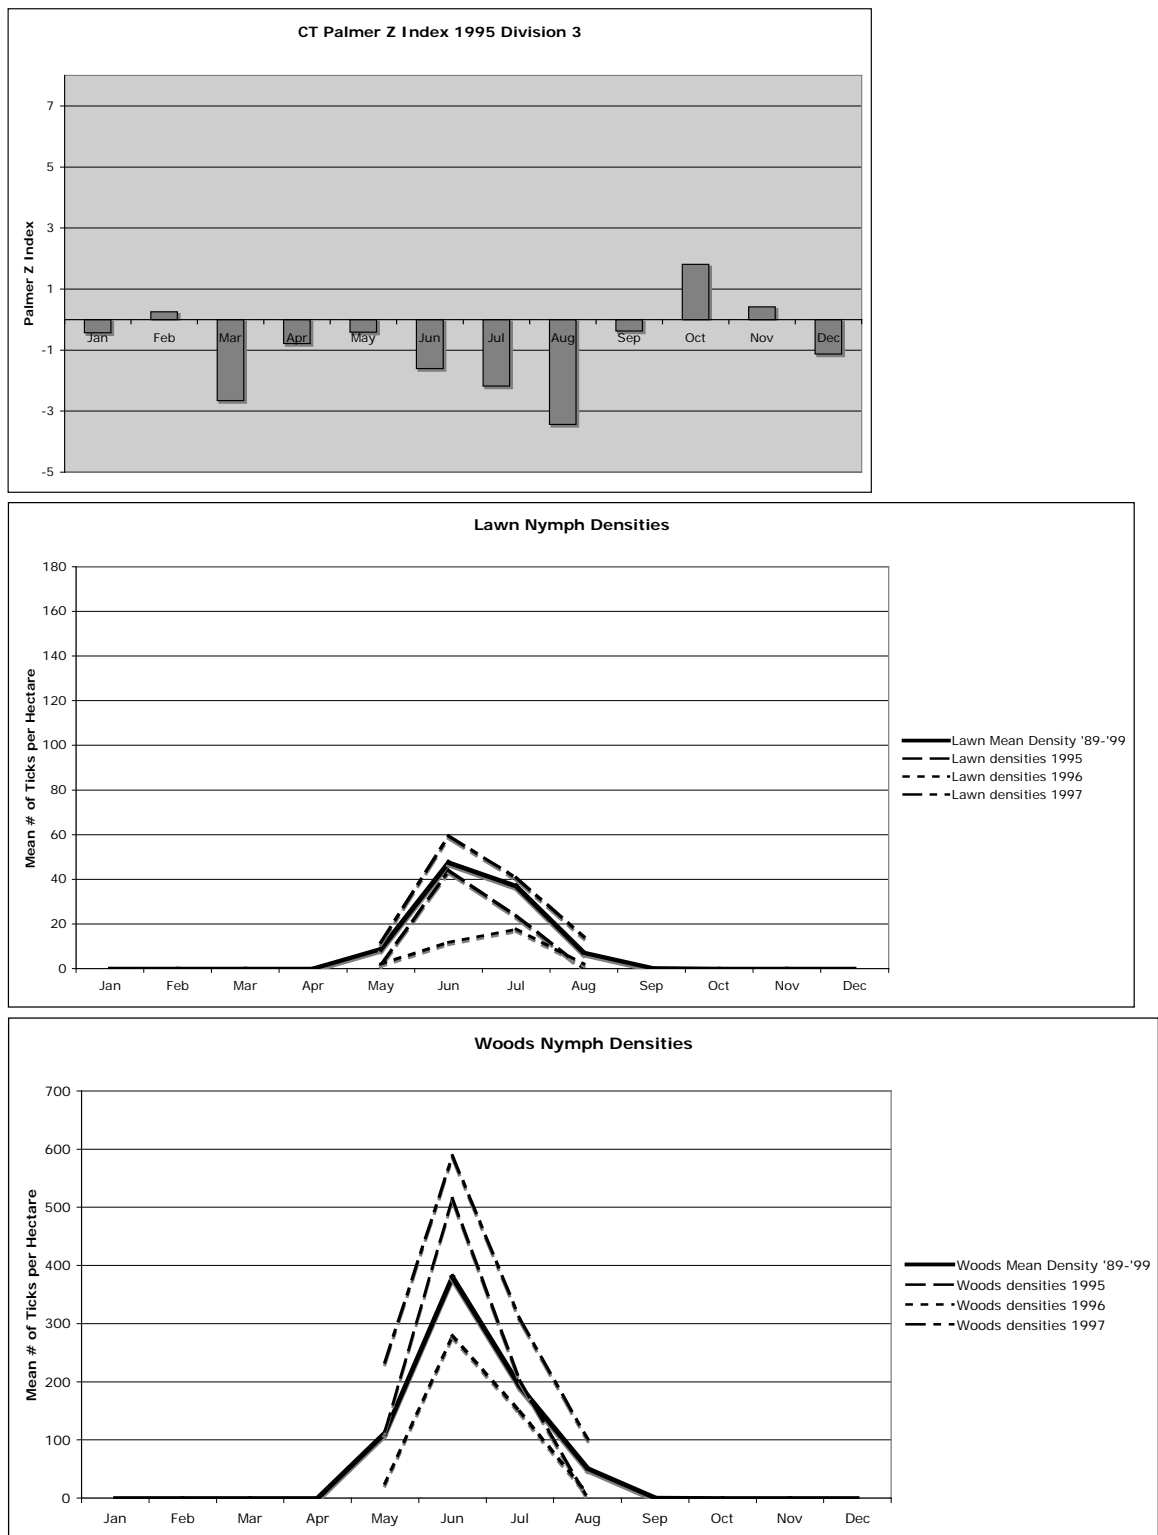 CT Palmer Z Index 1995 Division 3
7
5
3
1
-1
-3
-5
Palmer Z Index
Jan Feb Mar Apr May Jun Jul Aug Sep Oct Nov Dec
Lawn Nymph Densities
180
160
140
120
100
80
60
40
20
0
Mean # of Ticks per Hectare
Jan Feb Mar Apr May Jun Jul Aug Sep Oct Nov Dec
Lawn Mean Density '89-'99
Lawn densities 1995
Lawn densities 1996
Lawn densities 1997
Woods Nymph Densities
700
600
500
400
300
200
100
0
Mean # of Ticks per Hectare
Jan Feb Mar Apr May Jun Jul Aug Sep Oct Nov Dec
Woods Mean Density '89-'99
Woods densities 1995
Woods densities 1996
Woods densities 1997